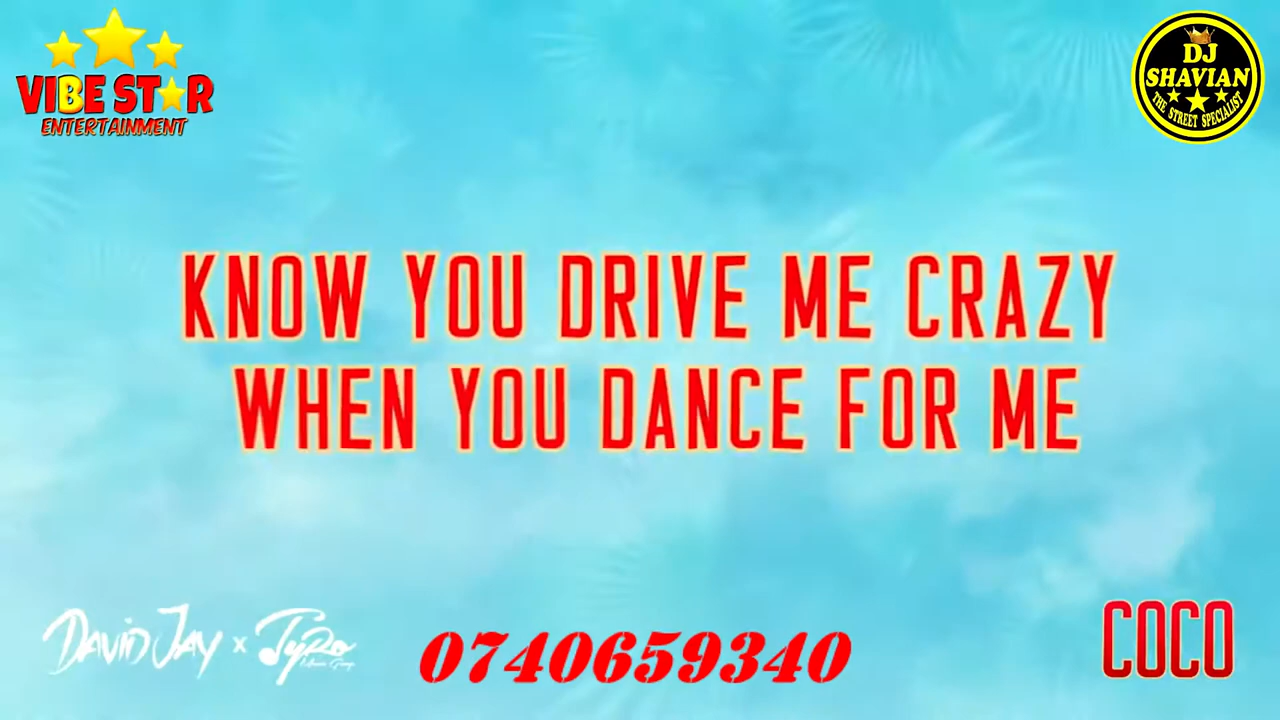 VIBE STAR
ENTERTAINMENT
DJ
SHAVIAN
THE STREET SPECIALIST
KNOW YOU DRIVE ME CRAZY
WHEN YOU DANCE FOR ME
DAVID JAY x TyRo
0740659340
COCO